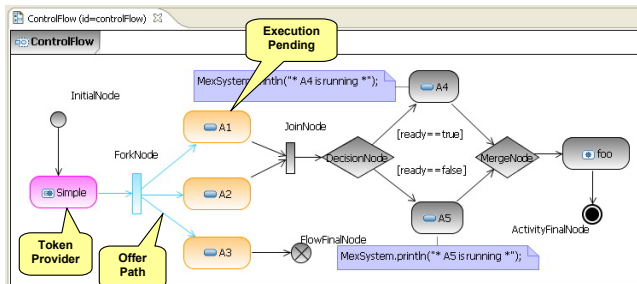 ControlFlow (id=controlFlow)
ControlFlow
Execution
Pending
MexSystem.println("* A4 is running *");
A4
InitialNode
A1
JoinNode
[ready==true]
ForkNode
DecisionNode
MergeNode
foo
Simple
A2
[ready==false]
A5
ActivityFinalNode
Token
Provider
Offer
Path
A3
FlowFinalNode
MexSystem.println("* A5 is running *");